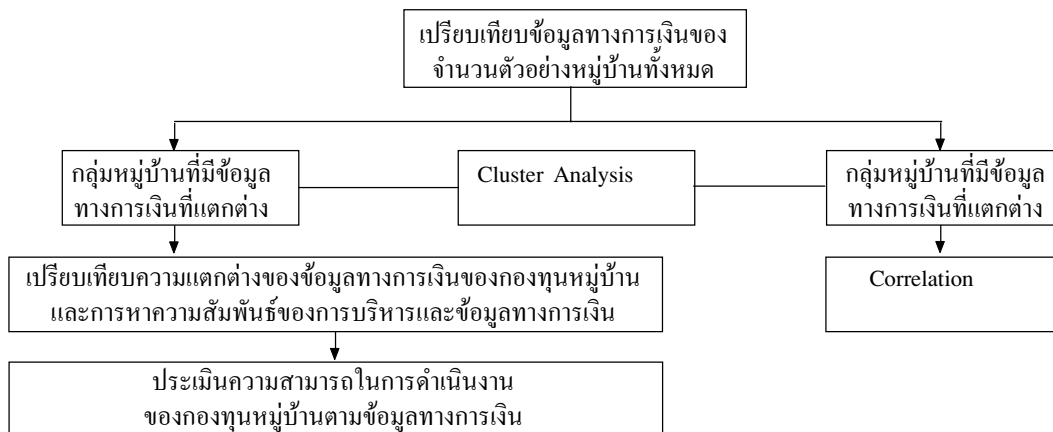 เปรียบเทียบข้อมูลทางการเงินของ
จำนวนตัวอย่างหมู่บ้านทั้งหมด
กลุ่มหมู่บ้านที่มีข้อมูล
ทางการเงินที่แตกต่าง
Cluster Analysis
กลุ่มหมู่บ้านที่มีข้อมูล
ทางการเงินที่แตกต่าง
เปรียบเทียบความแตกต่างของข้อมูลทางการเงินของกองทุนหมู่บ้าน
และการหาความสัมพันธ์ของการบริหารและข้อมูลทางการเงิน
Correlation
ประเมินความสามารถในการดำเนินงาน
ของกองทุนหมู่บ้านตามข้อมูลทางการเงิน